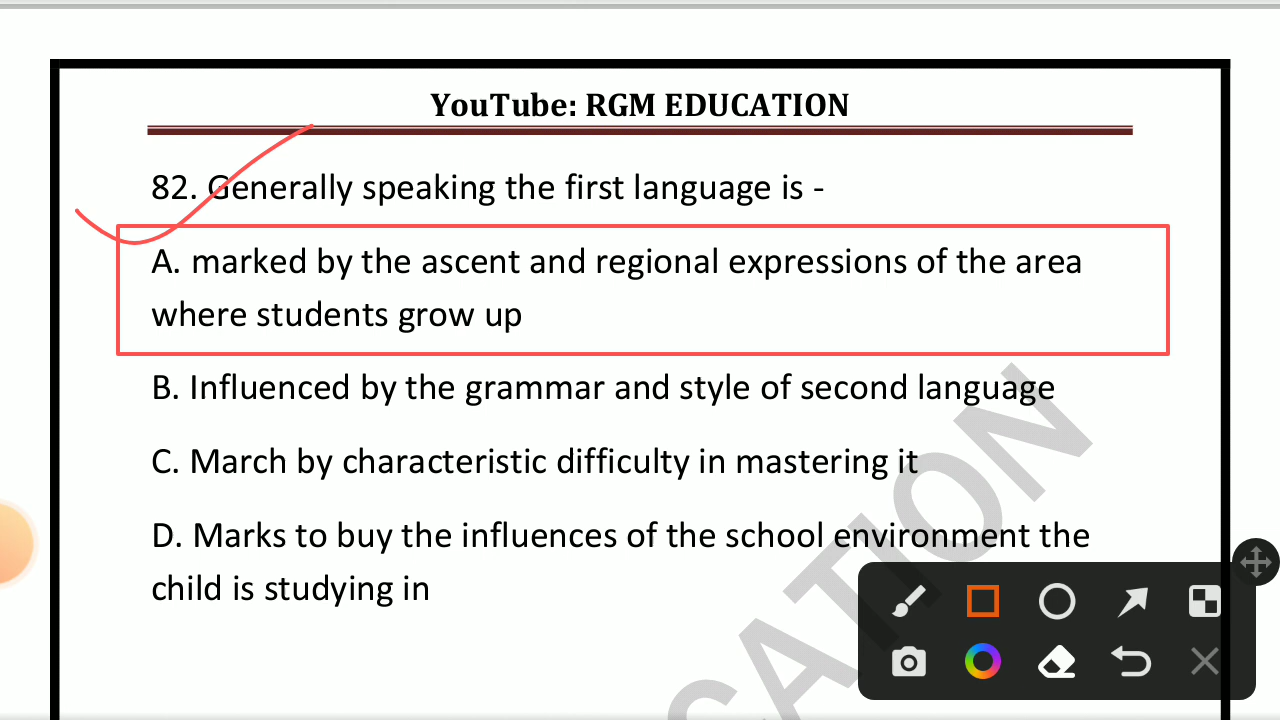 YouTube: RGM EDUCATION
82. Generally speaking the first language is -
A. marked by the ascent and regional expressions of the area
where students grow up
B. Influenced by the grammar and style of second language
C. March by characteristic difficulty in mastering it
D. Marks to buy the influences of the school environment the
child is studying in
CATION